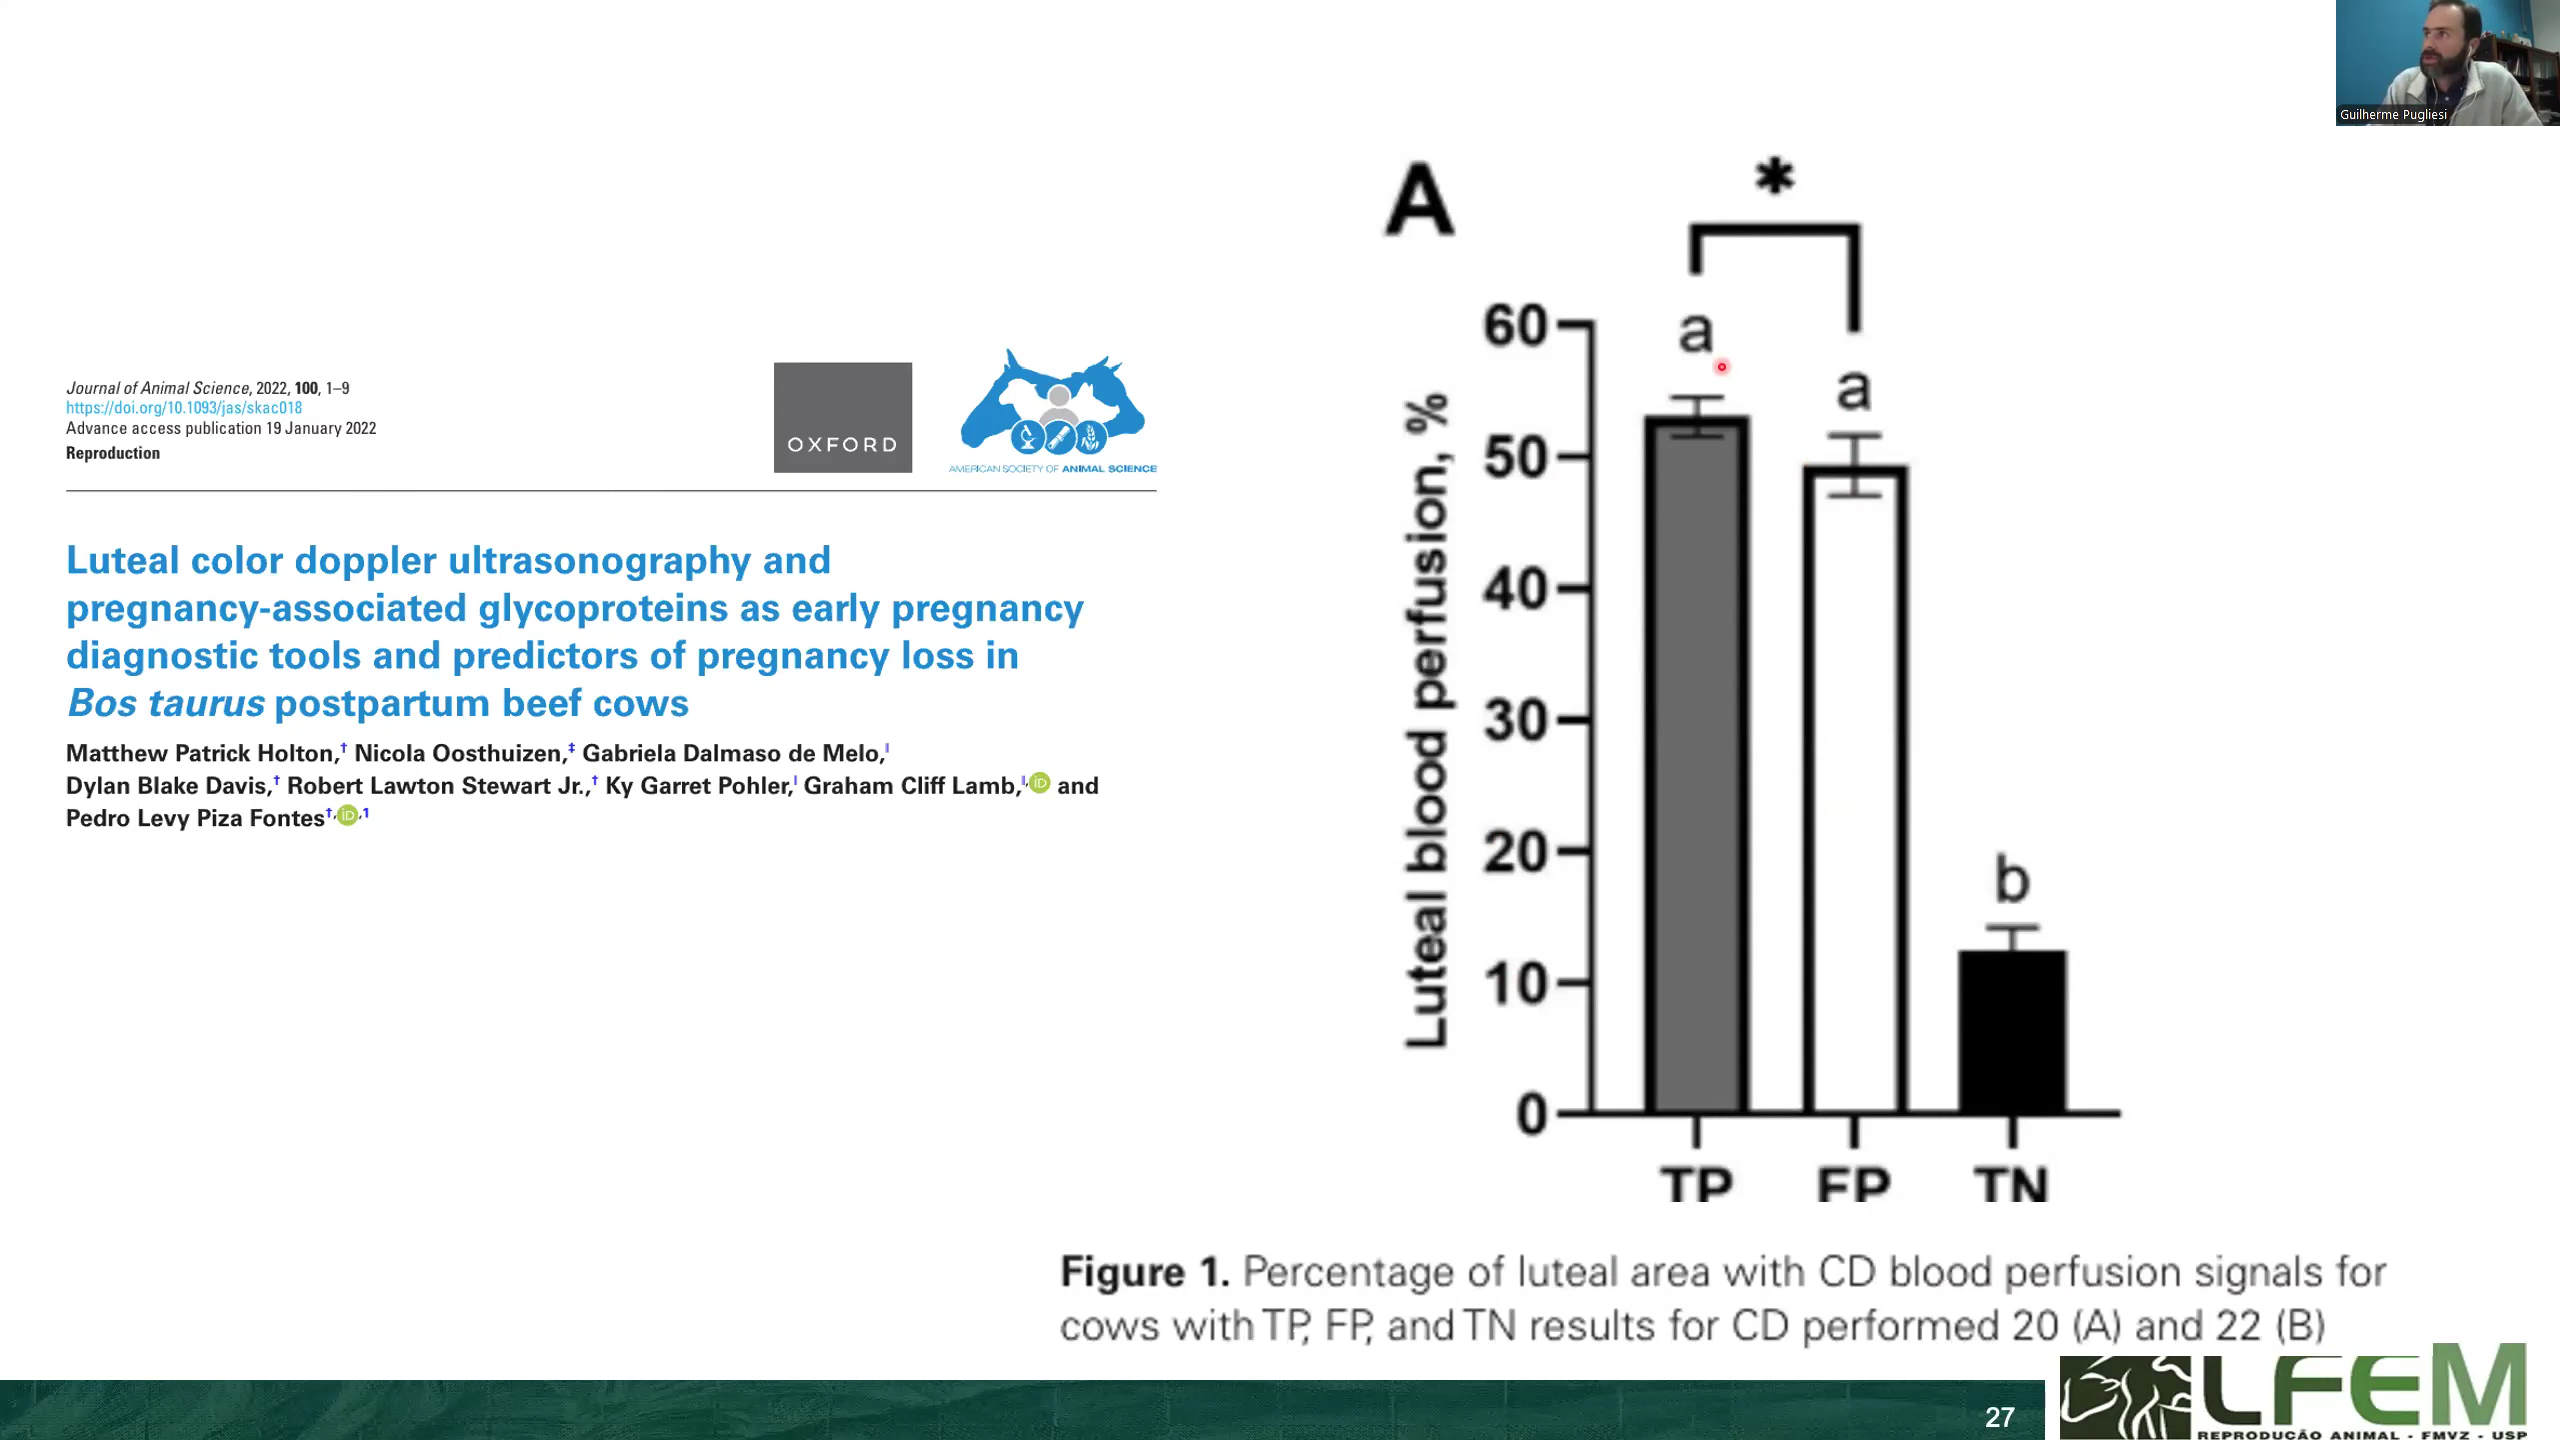 Guilherme Pugliesi
Journal of Animal Science, 2022, 100, 1–9
https://doi.org/10.1093/jas/skac018
Advance access publication 19 January 2022
Reproduction
OXFORD
AMERICAN SOCIETY OF ANIMAL SCIENCE
Luteal color doppler ultrasonography and
pregnancy-associated glycoproteins as early pregnancy
diagnostic tools and predictors of pregnancy loss in
Bos taurus postpartum beef cows
Matthew Patrick Holton,† Nicola Oosthuizen,‡ Gabriela Dalmaso de Melo,‖
Dylan Blake Davis,† Robert Lawton Stewart Jr.,† Ky Garret Pohler,‖ Graham Cliff Lamb,‖, iD and
Pedro Levy Piza Fontes†, iD ,1
A
*
a
a
b
Luteal blood perfusion, %
60
50
40
30
20
10
0
TP FP TN
Figure 1. Percentage of luteal area with CD blood perfusion signals for
cows with TP, FP, and TN results for CD performed 20 (A) and 22 (B)
27
LFEM
REPRODUÇÃO ANIMAL - FMVZ - USP